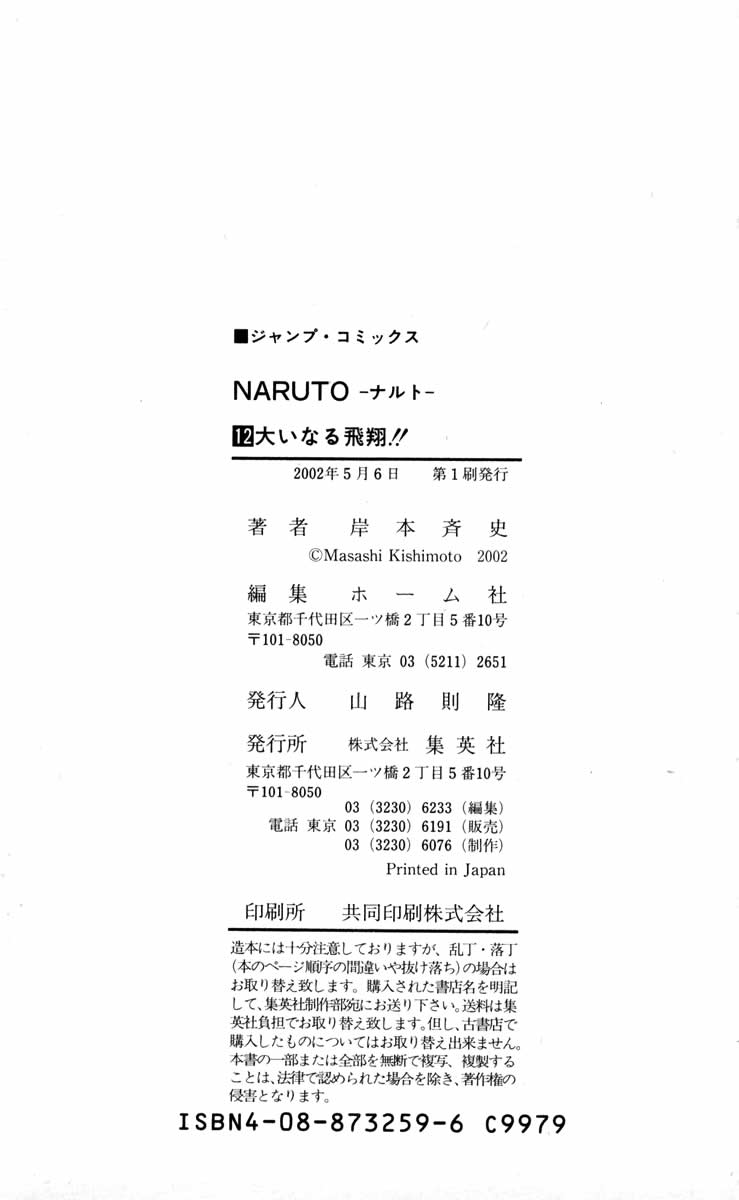 ■ジャンプ・コミックス
NARUTO -ナルト-
12大いなる飛翔!!
2002年5月6日 第1刷発行
著者 岸本斉史
©Masashi Kishimoto 2002
編集 ホーム社
東京都千代田区一ツ橋2丁目5番10号
〒101-8050
電話 東京 03 (5211) 2651
発行人 山路則隆
発行所 株式会社 集英社
東京都千代田区一ツ橋2丁目5番10号
〒101-8050
03 (3230) 6233 (編集)
電話 東京 03 (3230) 6191 (販売)
03 (3230) 6076 (制作)
Printed in Japan
印刷所 共同印刷株式会社
造本には十分注意しておりますが、乱丁・落丁
(本のページ順序の間違いや抜け落ち)の場合は
お取り替え致します。購入された書店名を明記
して、集英社制作部宛にお送り下さい。送料は集
英社負担でお取り替え致します。但し、古書店で
購入したものについてはお取り替え出来ません。
本書の一部または全部を無断で複写、複製する
ことは、法律で認められた場合を除き、著作権の
侵害となります。
ISBN4-08-873259-6 C9979